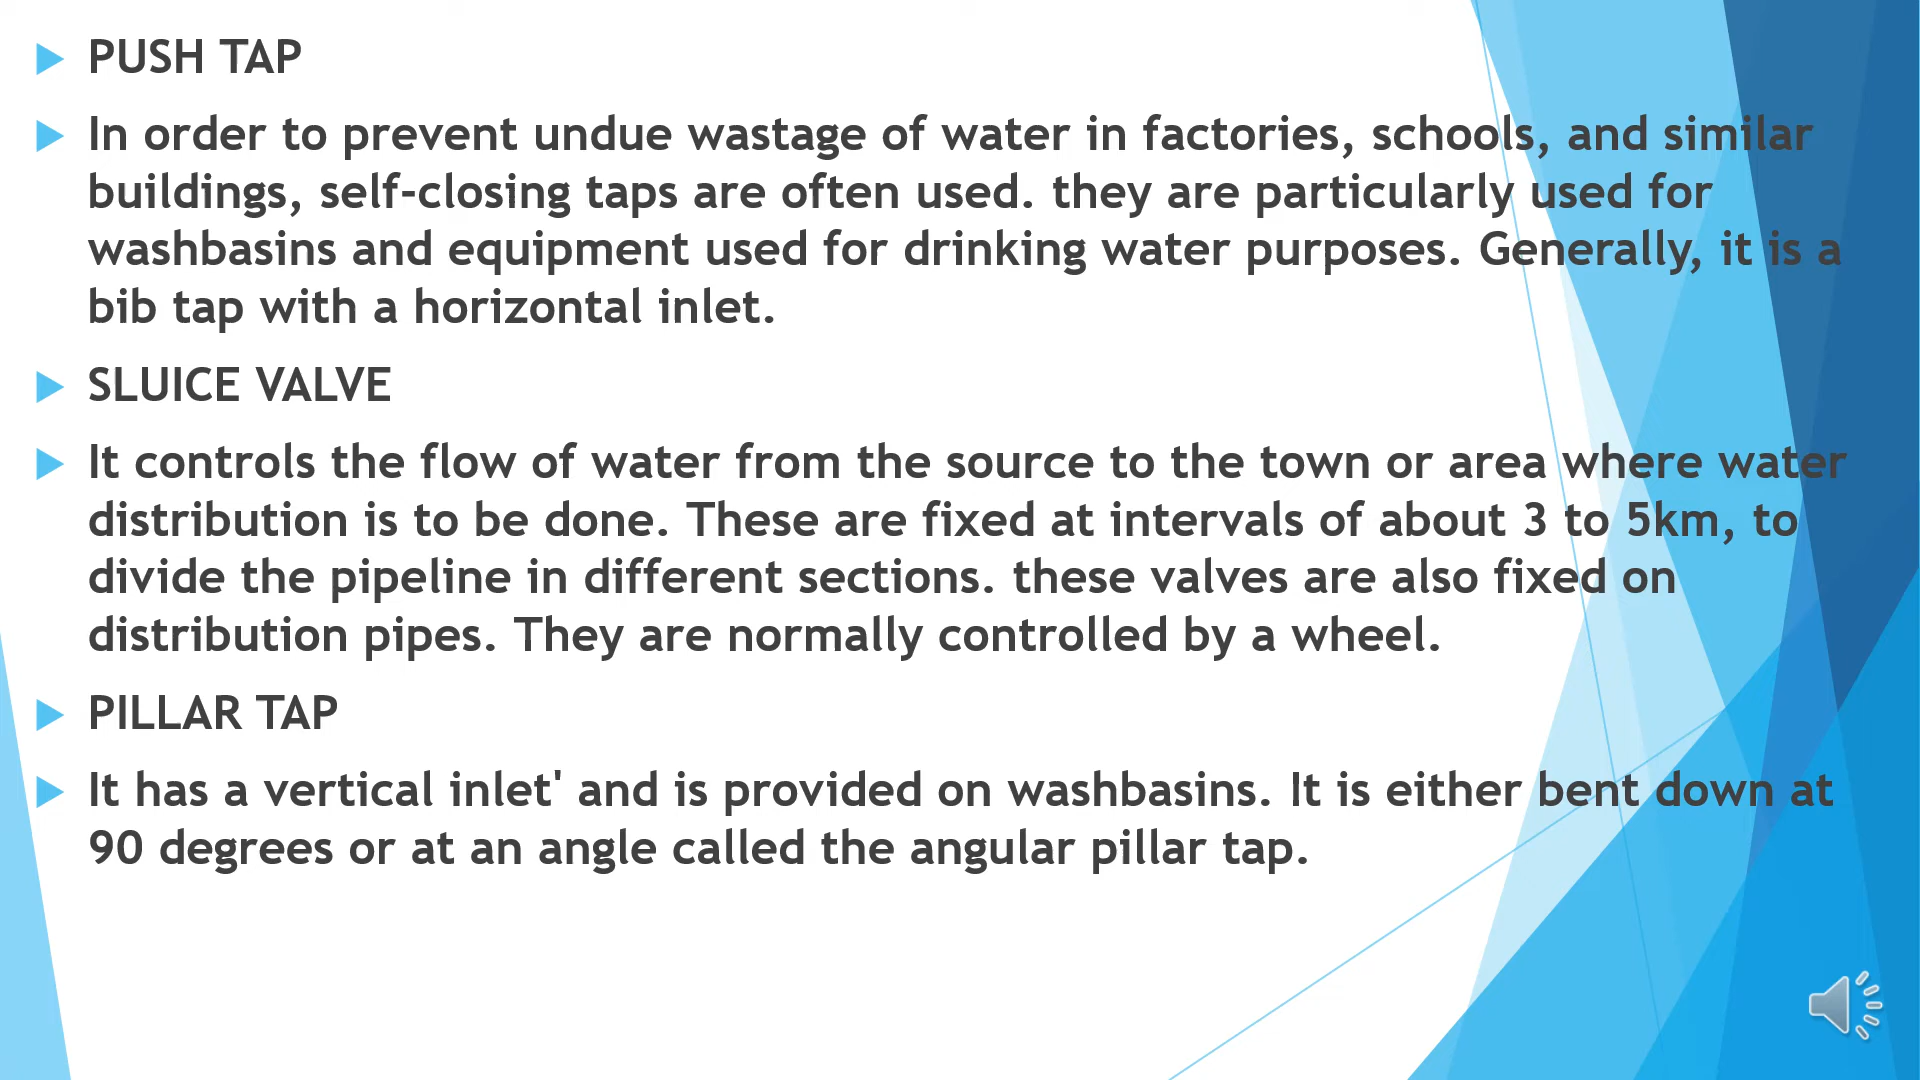 PUSH TAP
In order to prevent undue wastage of water in factories, schools, and similar
buildings, self-closing taps are often used. they are particularly used for
washbasins and equipment used for drinking water purposes. Generally, it is a
bib tap with a horizontal inlet.
SLUICE VALVE
It controls the flow of water from the source to the town or area where water
distribution is to be done. These are fixed at intervals of about 3 to 5km, to
divide the pipeline in different sections. these valves are also fixed on
distribution pipes. They are normally controlled by a wheel.
PILLAR TAP
It has a vertical inlet' and is provided on washbasins. It is either bent down at
90 degrees or at an angle called the angular pillar tap.